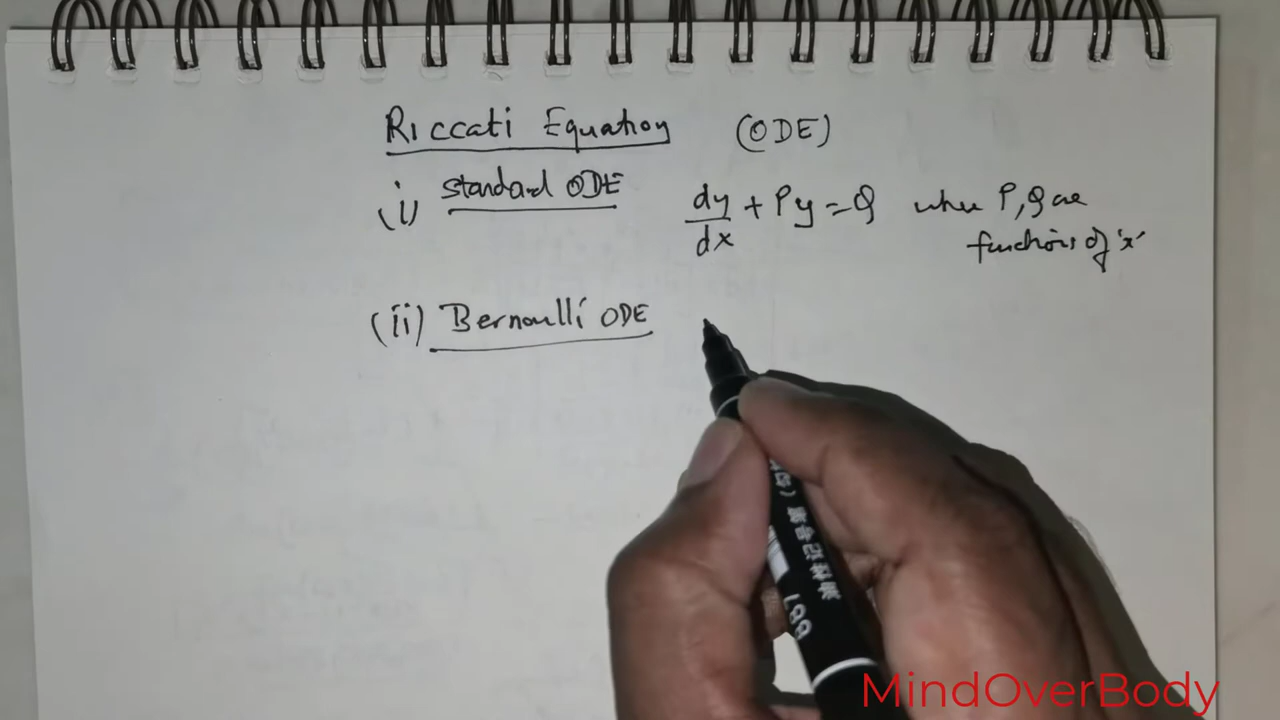 Riccati Equation (ODE)
(i) Standard ODE dy/dx + Py = Q where P, Q are
functions of 'x'
(ii) Bernoulli ODE
MindOverBody